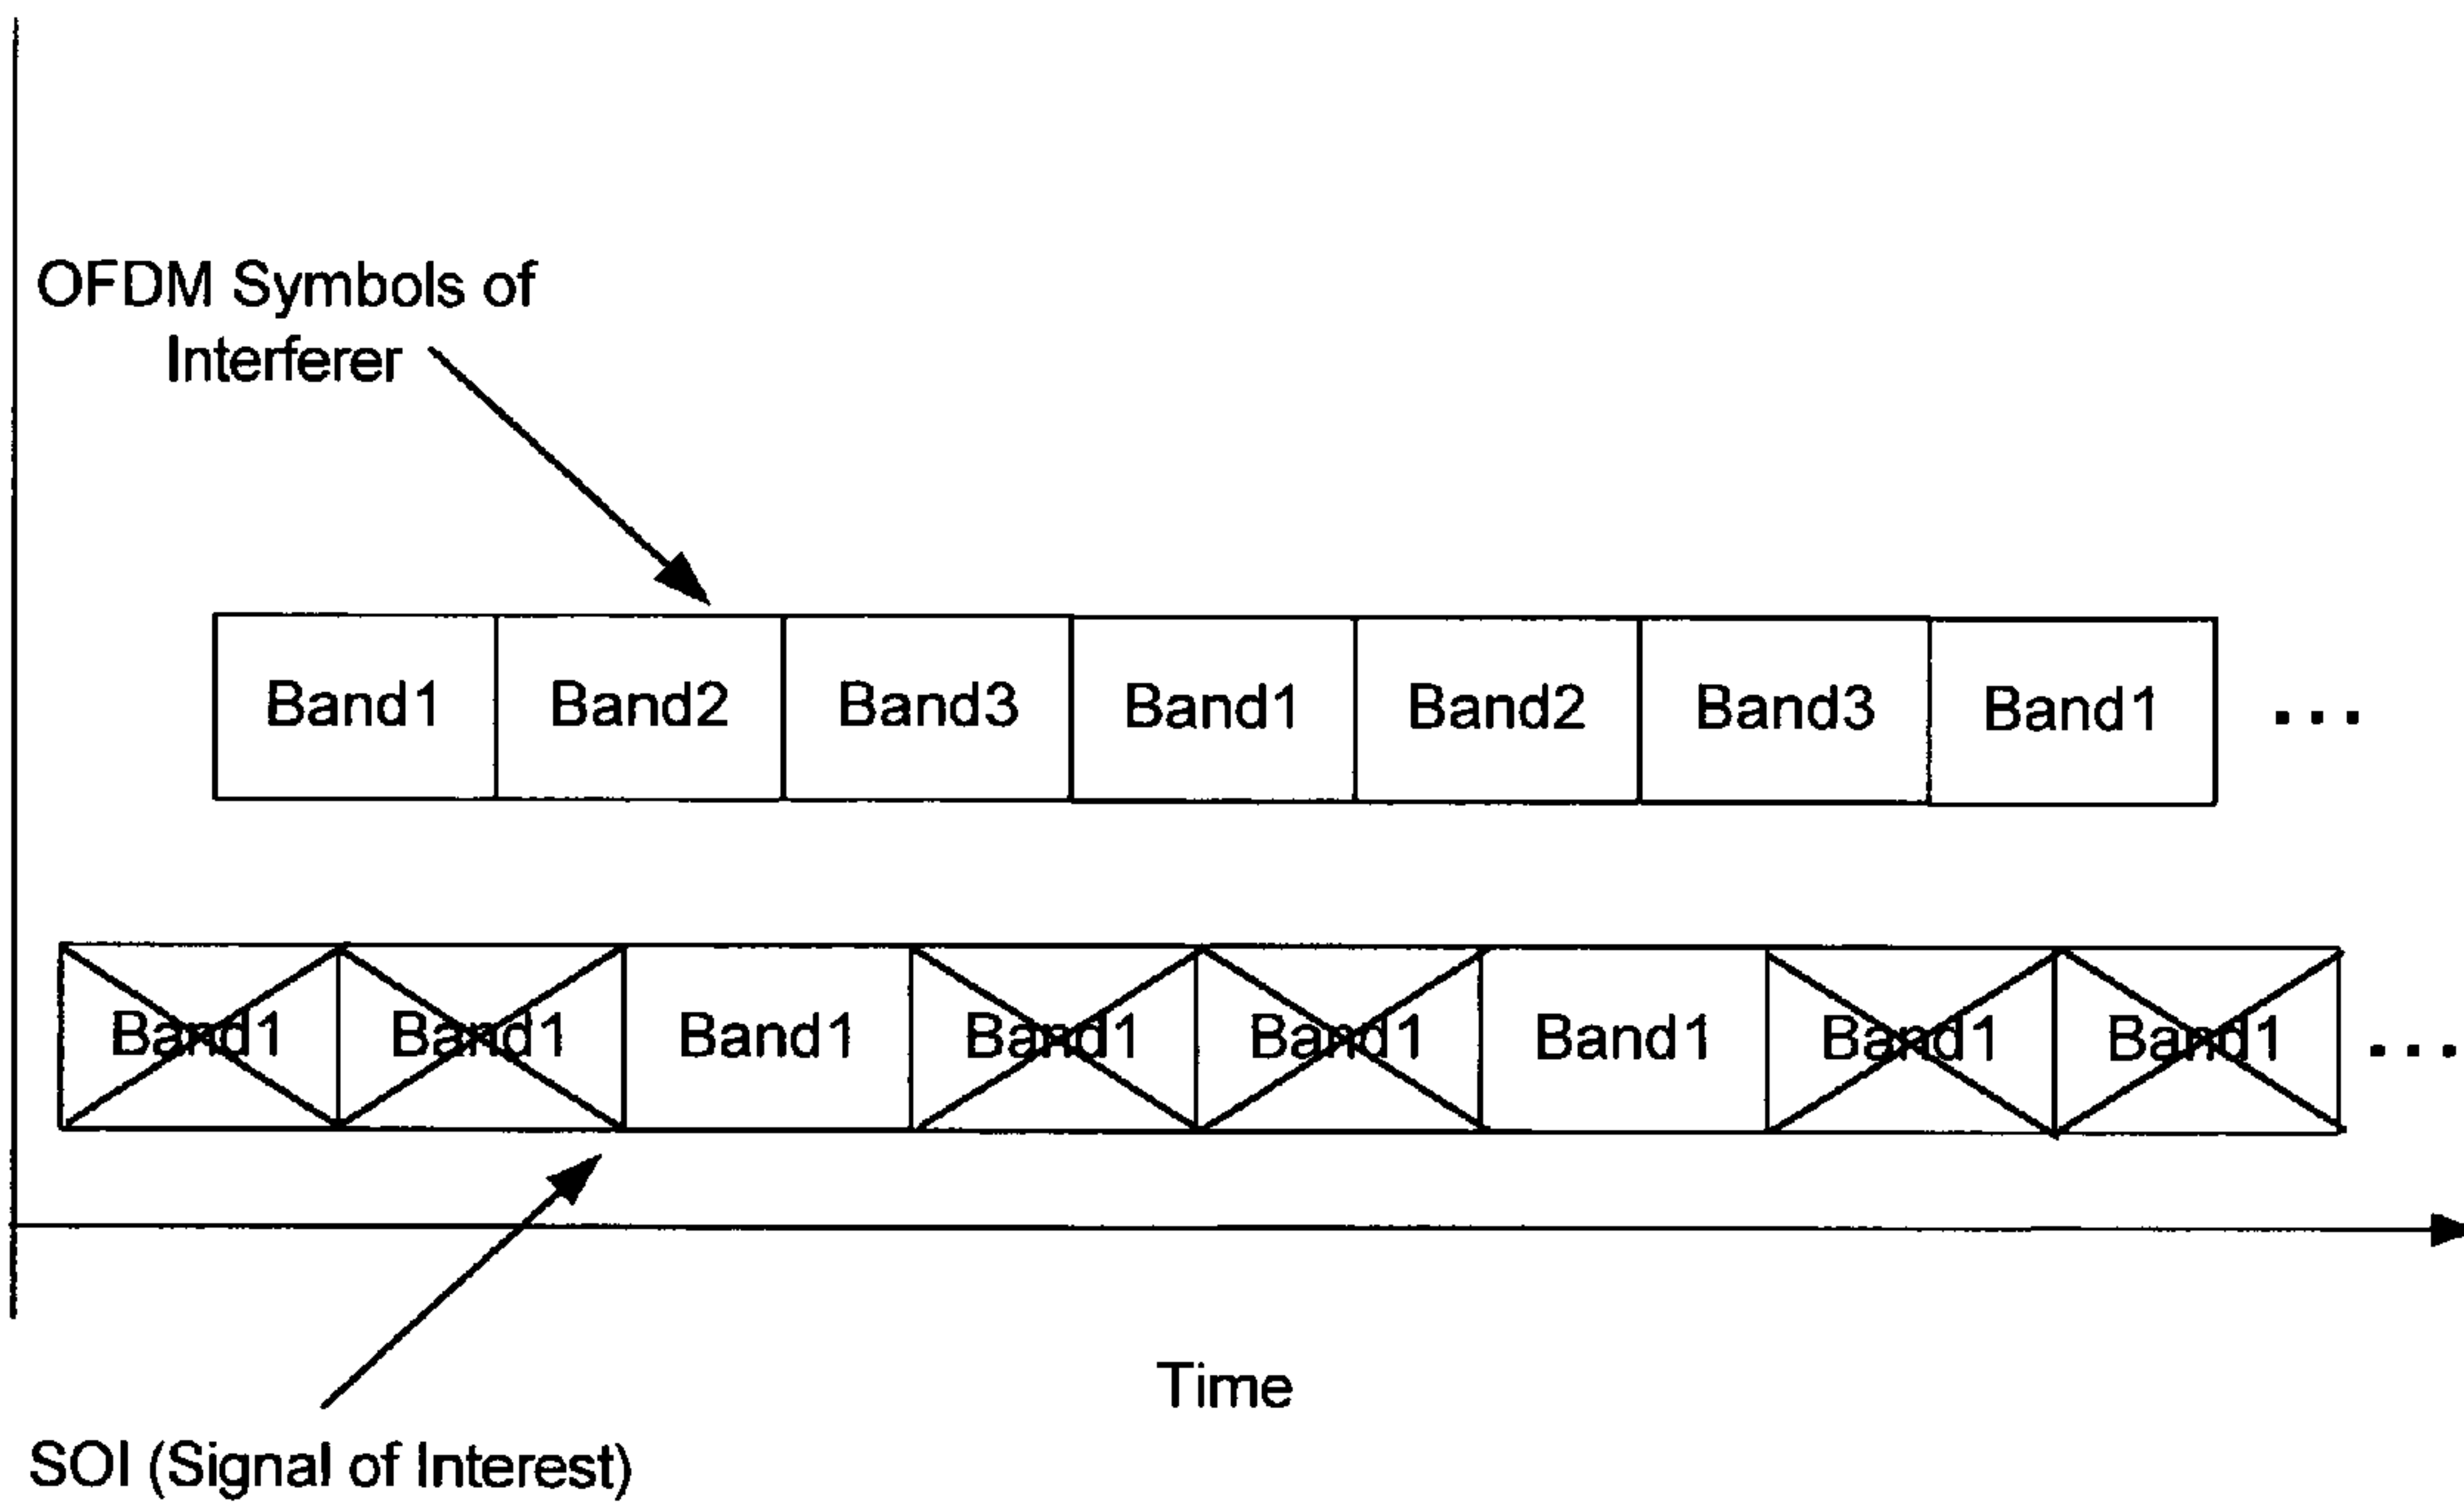 OFDM Symbols of
Interferer
Band1 Band2 Band3 Band1 Band2 Band3 Band1 ...
Band1 Band1 Band1 Band1 Band1 Band1 Band1 Band1 ...
Time
SOI (Signal of Interest)